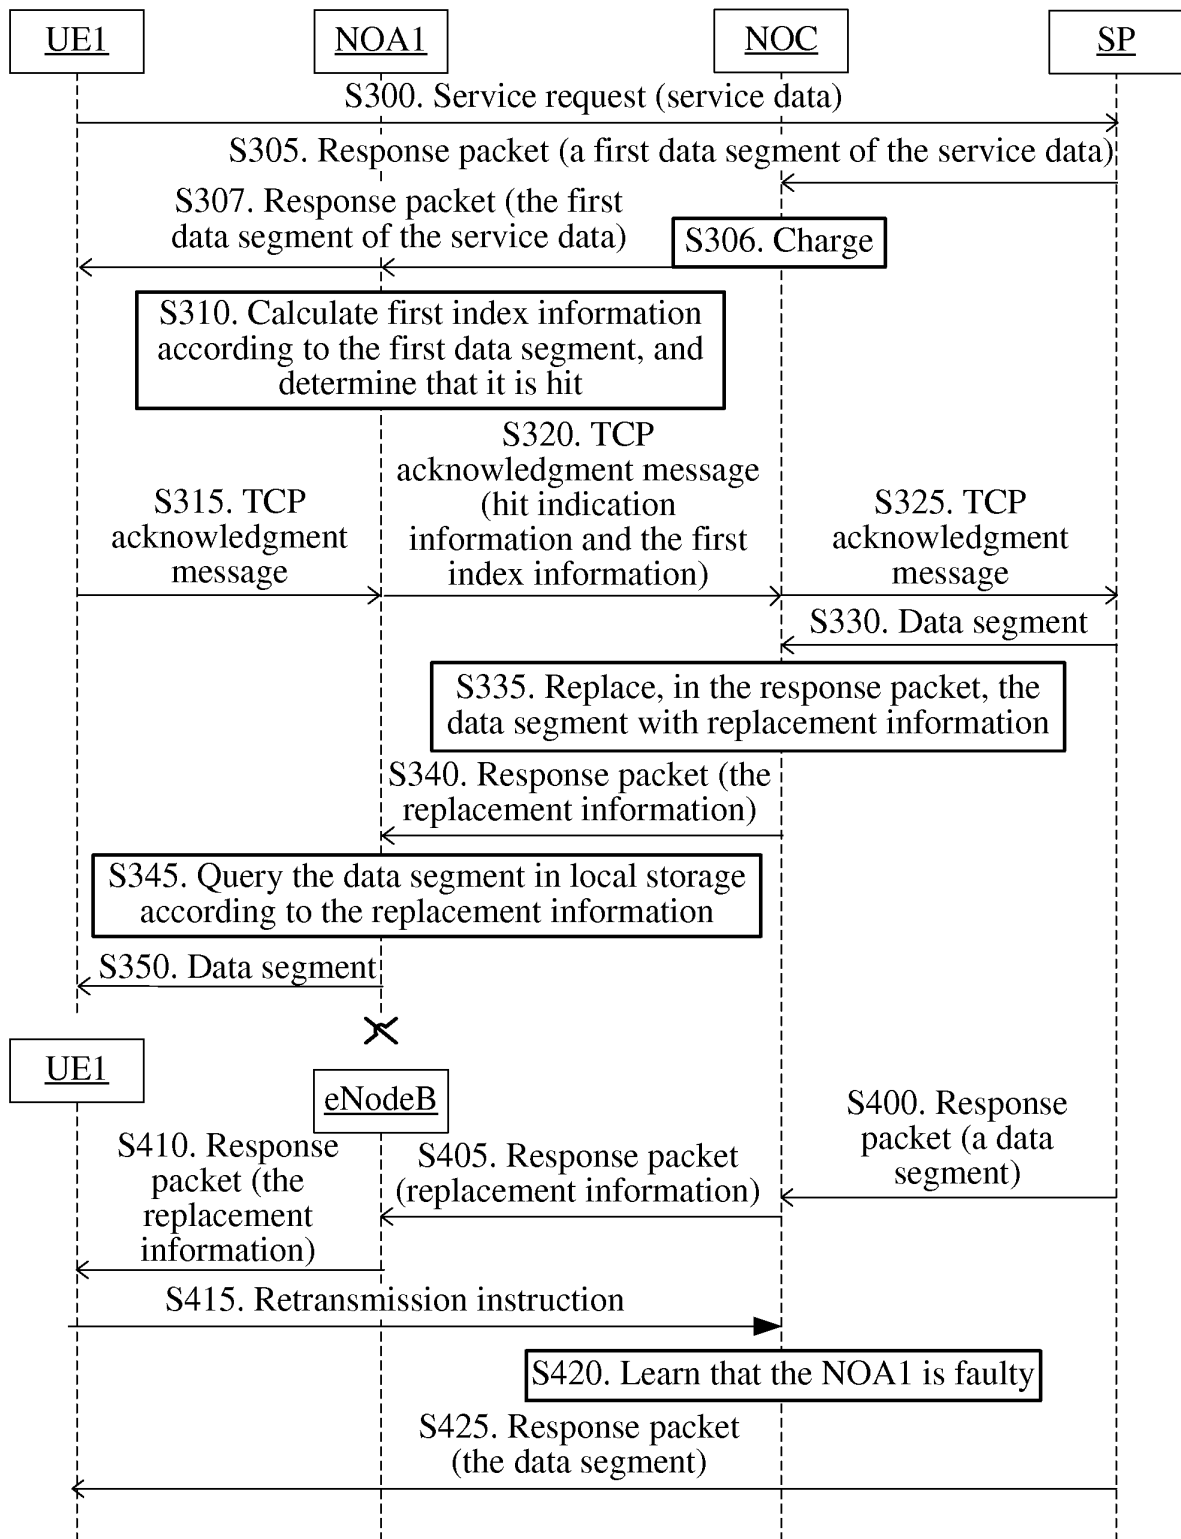 UE1
NOA1
NOC
SP
S300. Service request (service data)
S305. Response packet (a first data segment of the service data)
S307. Response packet (the first
data segment of the service data)
S306. Charge
S310. Calculate first index information
according to the first data segment, and
determine that it is hit
S315. TCP
acknowledgment
message
S320. TCP
acknowledgment message
(hit indication
information and the first
index information)
S325. TCP
acknowledgment
message
S330. Data segment
S335. Replace, in the response packet, the
data segment with replacement information
S340. Response packet (the
replacement information)
S345. Query the data segment in local storage
according to the replacement information
S350. Data segment
UE1
eNodeB
S400. Response
packet (a data
segment)
S405. Response packet
(replacement information)
S410. Response
packet (the
replacement
information)
S415. Retransmission instruction
S420. Learn that the NOA1 is faulty
S425. Response packet
(the data segment)